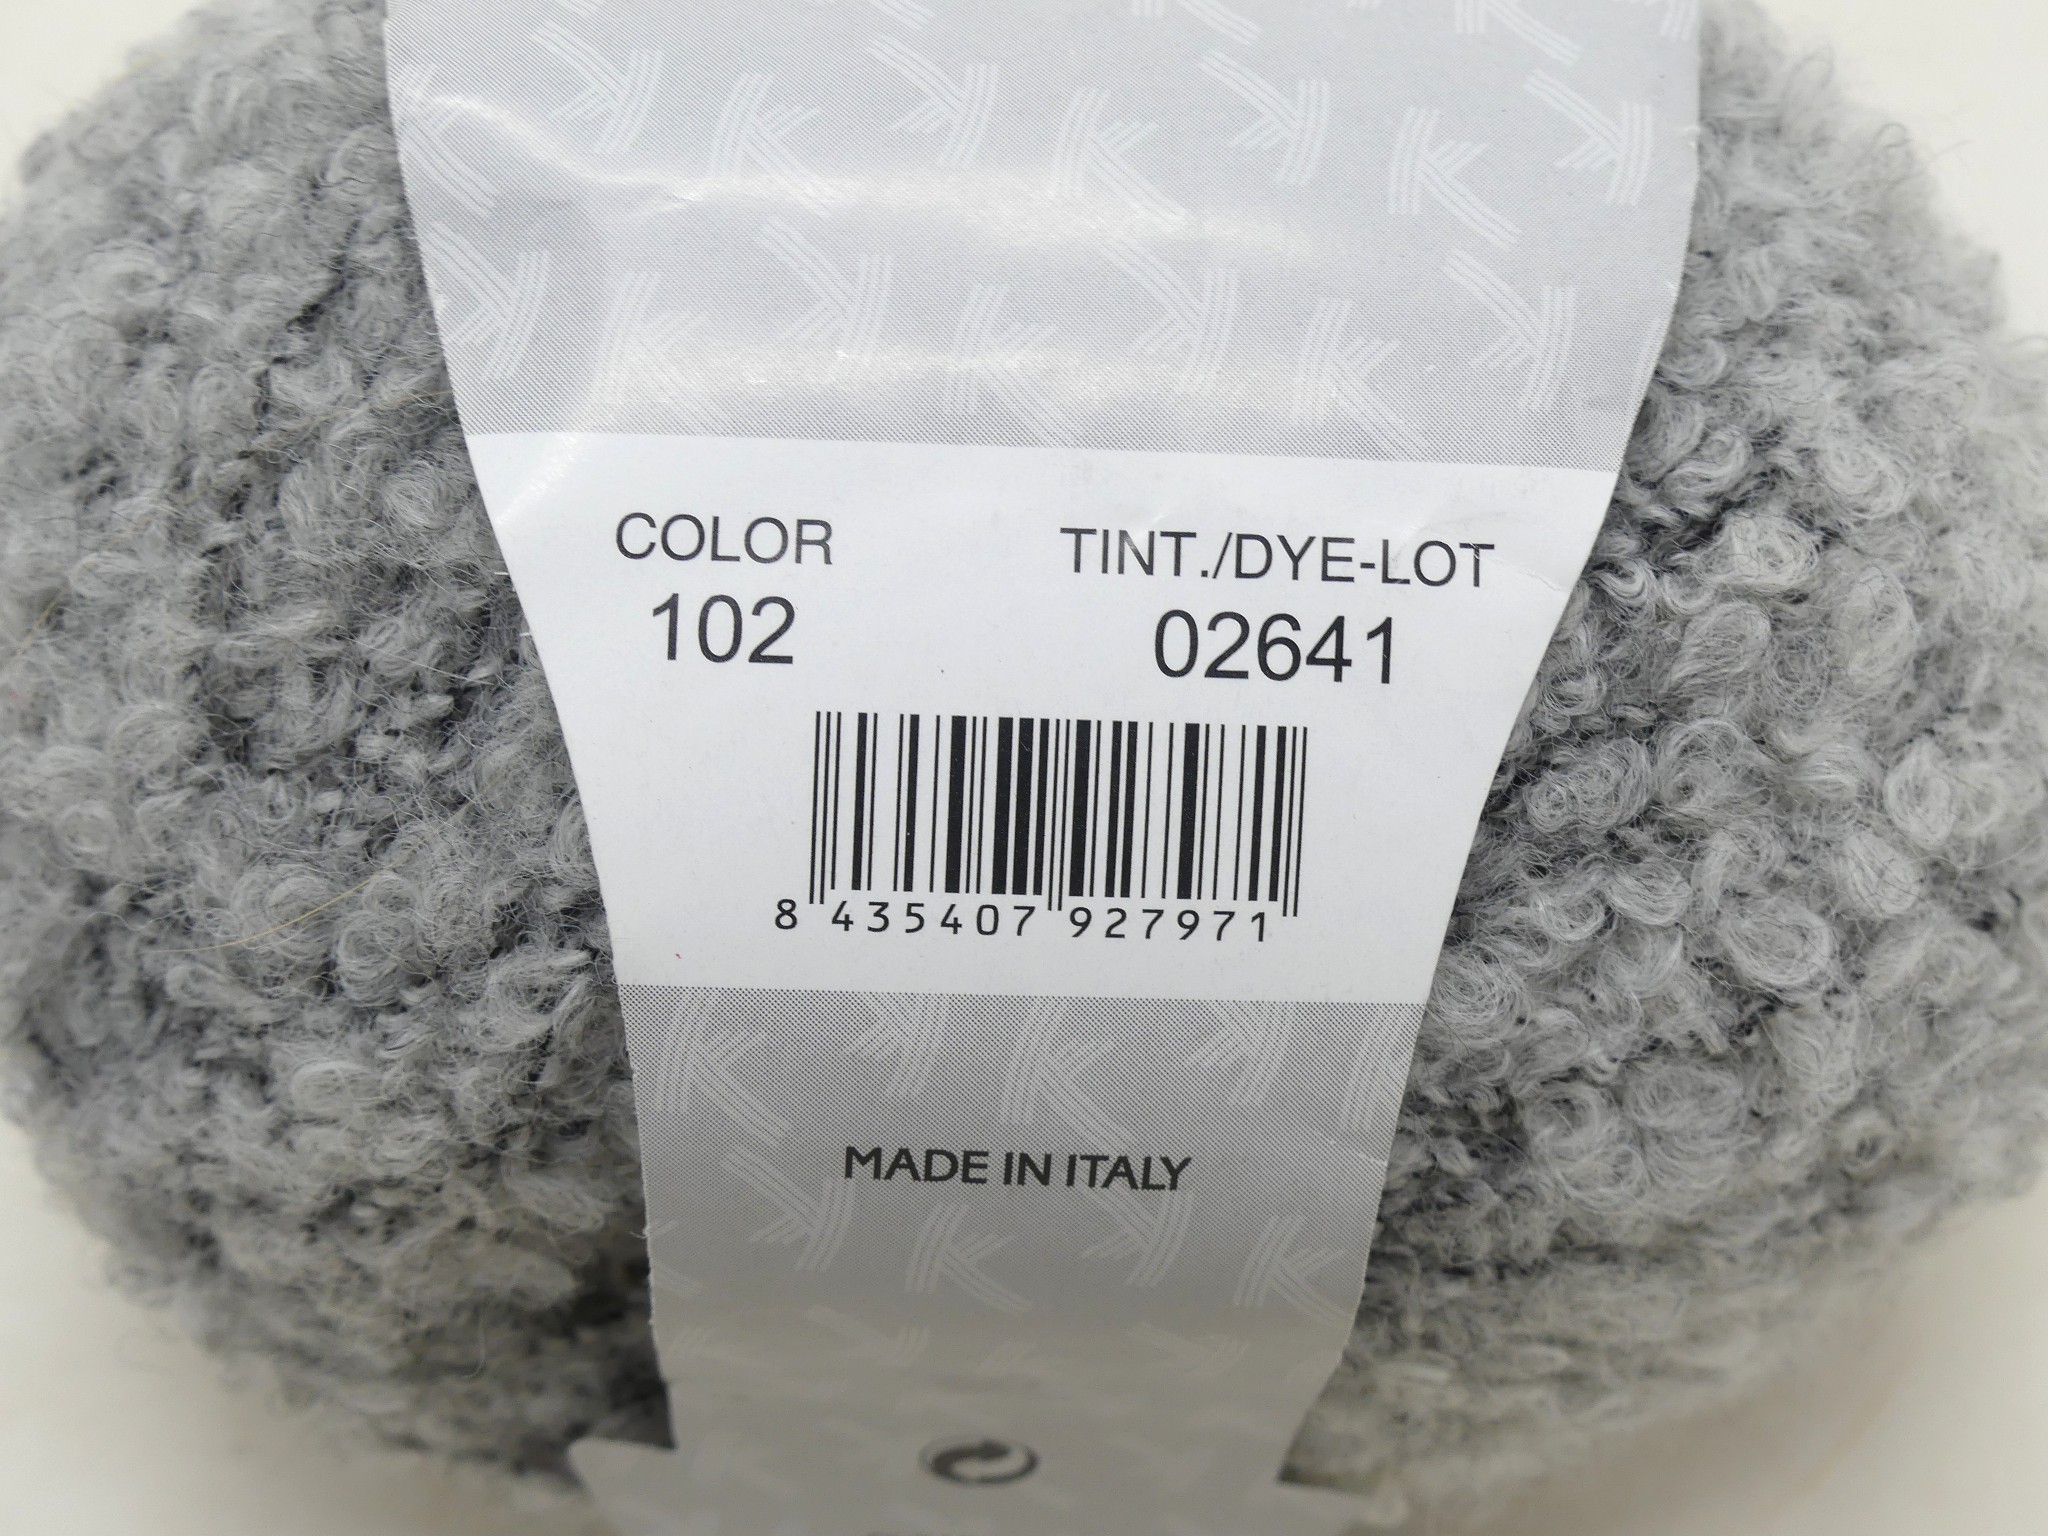 COLOR TINT./DYE-LOT
102 02641
8 435407 927971
MADE IN ITALY